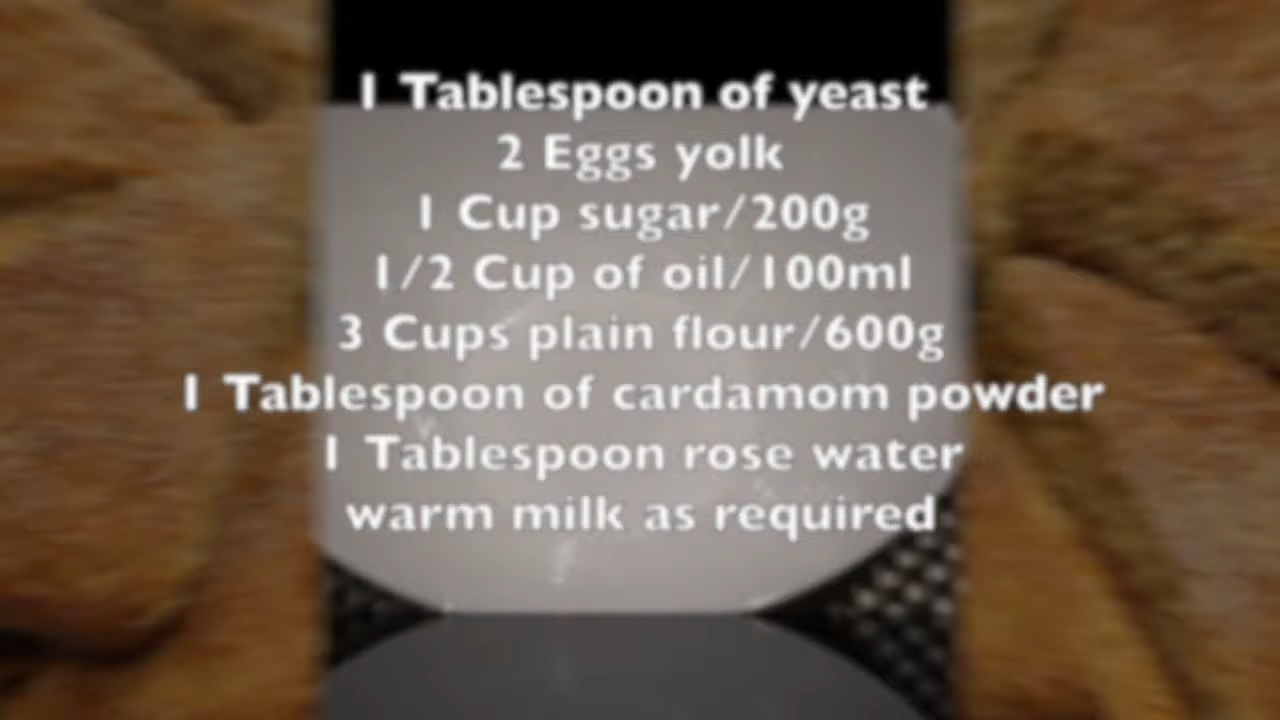 1 Tablespoon of yeast
2 Eggs yolk
1 Cup sugar/200g
1/2 Cup of oil/100ml
3 Cups plain flour/600g
1 Tablespoon of cardamom powder
1 Tablespoon rose water
warm milk as required